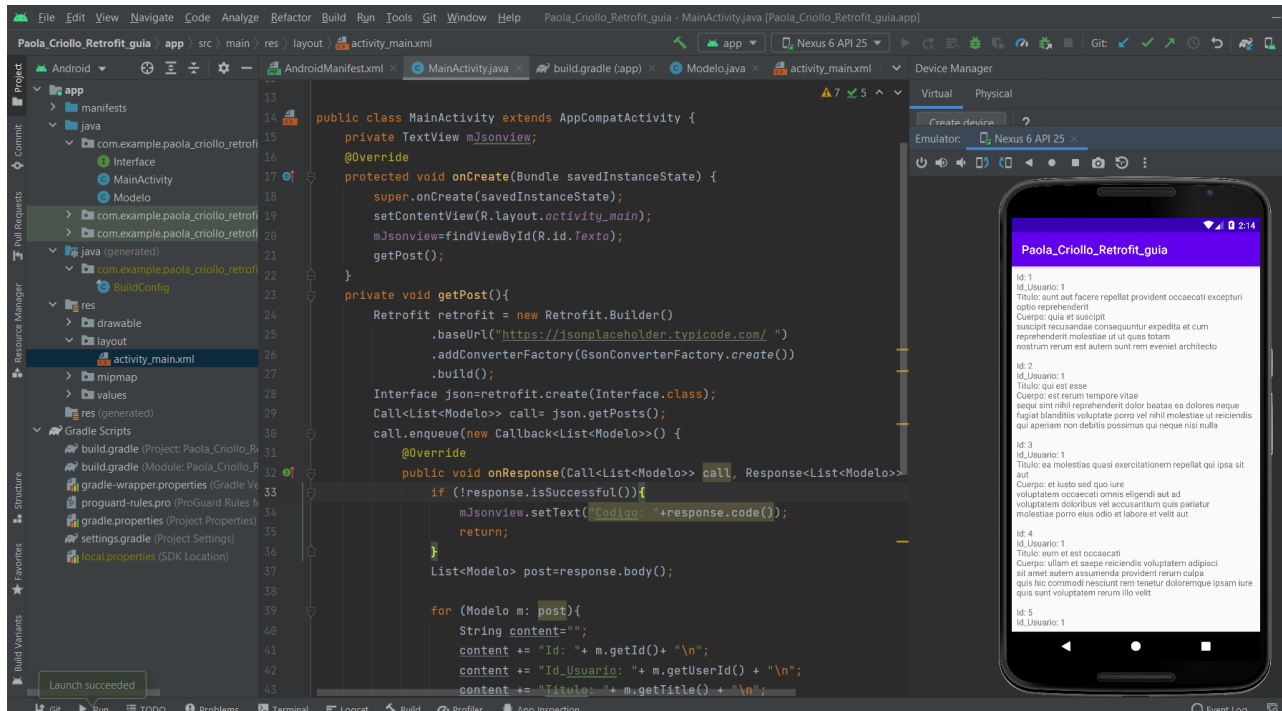 File Edit View Navigate Code Analyze Refactor Build Run Tools Git Window Help Paola_Criollo_Retrofit_guia - MainActivity.java [Paola_Criollo_Retrofit_guia.app]
Paola_Criollo_Retrofit_guia app src main res layout activity_main.xml
app Nexus 6 API 25 Git:
Android
AndroidManifest.xml MainActivity.java build.gradle (:app) Modelo.java activity_main.xml
Device Manager
Project
Commit
Pull Requests
Resource Manager
Structure
Favorites
Build Variants
app
manifests
java
com.example.paola_criollo_retrofi
Interface
MainActivity
Modelo
com.example.paola_criollo_retrofi
com.example.paola_criollo_retrofi
java (generated)
com.example.paola_criollo_retrofi
BuildConfig
res
drawable
layout
activity_main.xml
mipmap
values
res (generated)
Gradle Scripts
build.gradle (Project: Paola_Criollo_R
build.gradle (Module: Paola_Criollo_R
gradle-wrapper.properties (Gradle Ve
proguard-rules.pro (ProGuard Rules f
gradle.properties (Project Properties)
settings.gradle (Project Settings)
local.properties (SDK Location)
Launch succeeded
7 5
13
14 public class MainActivity extends AppCompatActivity {
15 private TextView mJsonview;
16 @Override
17 protected void onCreate(Bundle savedInstanceState) {
18 super.onCreate(savedInstanceState);
19 setContentView(R.layout.activity_main);
20 mJsonview=findViewById(R.id.Texto);
21 getPost();
22 }
23 private void getPost(){
24 Retrofit retrofit = new Retrofit.Builder()
25 .baseUrl("https://jsonplaceholder.typicode.com/ ")
26 .addConverterFactory(GsonConverterFactory.create())
27 .build();
28 Interface json=retrofit.create(Interface.class);
29 Call<List<Modelo>> call= json.getPosts();
30 call.enqueue(new Callback<List<Modelo>>() {
31 @Override
32 public void onResponse(Call<List<Modelo>> call, Response<List<Modelo>>
33 if (!response.isSuccessful()){
34 mJsonview.setText("Codigo: "+response.code());
35 return;
36 }
37 List<Modelo> post=response.body();
38
39 for (Modelo m: post){
40 String content="";
41 content += "Id: "+ m.getId()+ "\n";
42 content += "Id_Usuario: "+ m.getUserId() + "\n";
43 content += "Titulo: "+ m.getTitle() + "\n";
Virtual Physical
Create device ?
Emulator: Nexus 6 API 25
2:14
Paola_Criollo_Retrofit_guia
Id: 1
Id_Usuario: 1
Titulo: sunt aut facere repellat provident occaecati excepturi
optio reprehenderit
Cuerpo: quia et suscipit
suscipit recusandae consequuntur expedita et cum
reprehenderit molestiae ut ut quas totam
nostrum rerum est autem sunt rem eveniet architecto
Id: 2
Id_Usuario: 1
Titulo: qui est esse
Cuerpo: est rerum tempore vitae
sequi sint nihil reprehenderit dolor beatae ea dolores neque
fugiat blanditiis voluptate porro vel nihil molestiae ut reiciendis
qui aperiam non debitis possimus qui neque nisi nulla
Id: 3
Id_Usuario: 1
Titulo: ea molestias quasi exercitationem repellat qui ipsa sit
aut
Cuerpo: et iusto sed quo iure
voluptatem occaecati omnis eligendi aut ad
voluptatem doloribus vel accusantium quis pariatur
molestiae porro eius odio et labore et velit aut
Id: 4
Id_Usuario: 1
Titulo: eum et est occaecati
Cuerpo: ullam et saepe reiciendis voluptatem adipisci
sit amet autem assumenda provident rerum culpa
quis hic commodi nesciunt rem tenetur doloremque ipsam iure
quis sunt voluptatem rerum illo velit
Id: 5
Id_Usuario: 1
Git Run TODO Problems Terminal Logcat Build Profiler App Inspection Event Log